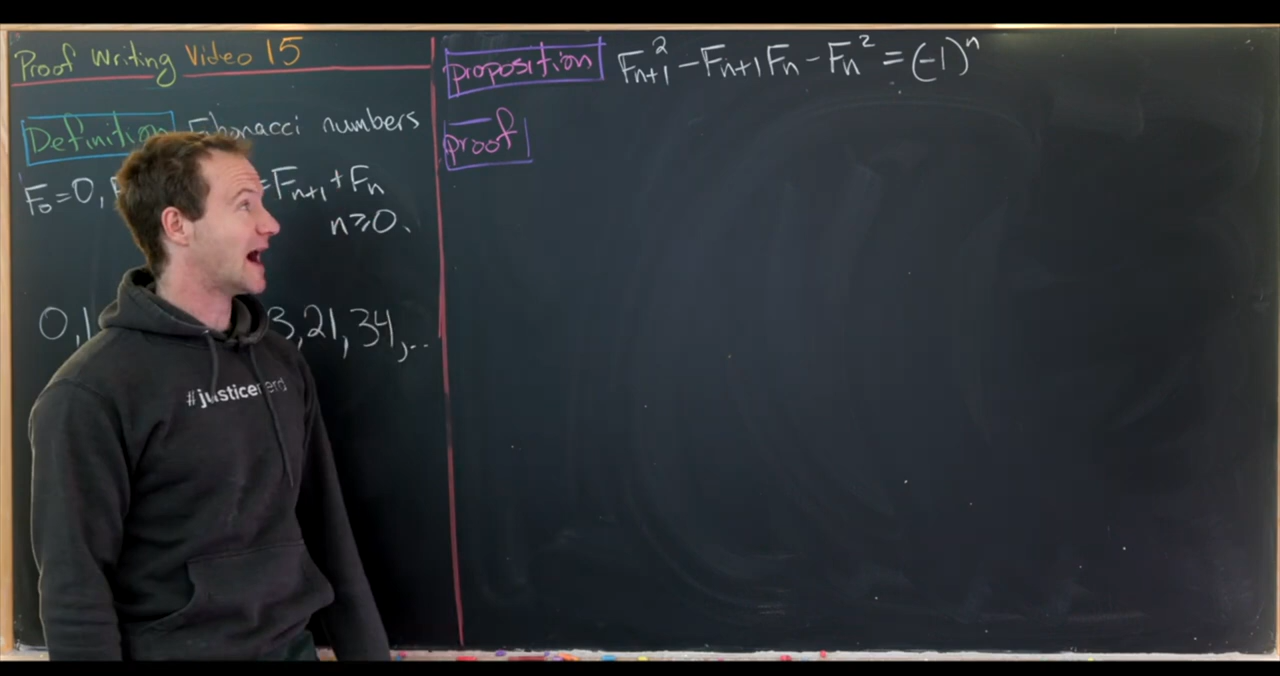 Proof Writing Video 15
Definition Fibonacci numbers
F₀=0, =Fₙ₊₁+Fₙ
n≥0.
0,1 3,21,34,...
#justicenerd
proposition Fₙ₊₁²-Fₙ₊₁Fₙ-Fₙ²=(-1)ⁿ
proof